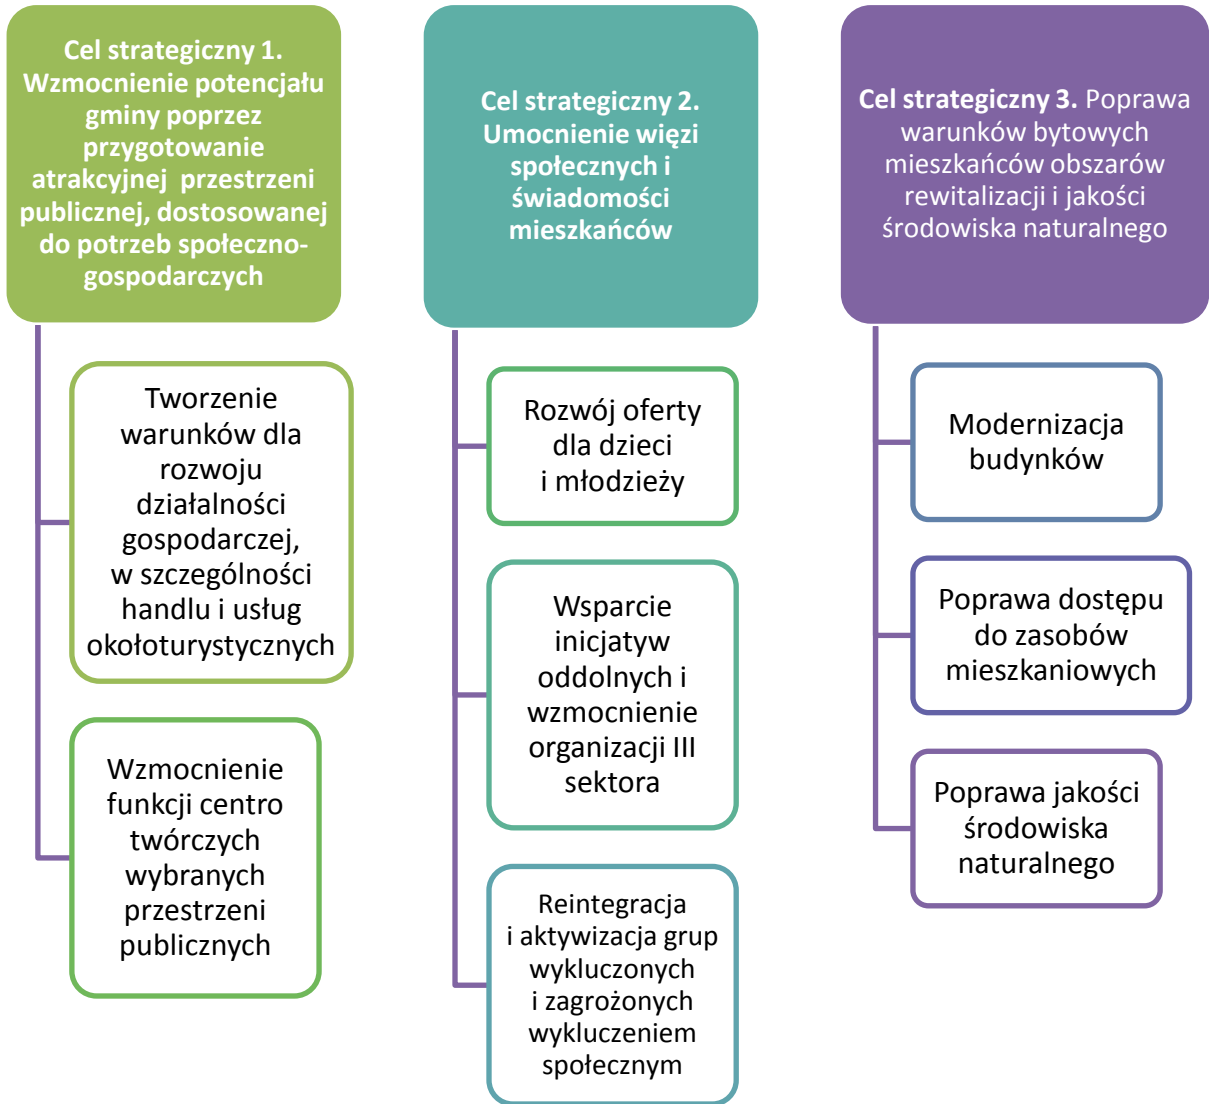 Cel strategiczny 1.
Wzmocnienie potencjału
gminy poprzez
przygotowanie
atrakcyjnej  przestrzeni
publicznej, dostosowanej
do potrzeb społeczno-
gospodarczych
Tworzenie
warunków dla
rozwoju
działalności
gospodarczej,
w szczególności
handlu i usług
okołoturystycznych
Wzmocnienie
funkcji centro
twórczych
wybranych
przestrzeni
publicznych
Cel strategiczny 2.
Umocnienie więzi
społecznych i
świadomości
mieszkańców
Rozwój oferty
dla dzieci
i młodzieży
Wsparcie
inicjatyw
oddolnych i
wzmocnienie
organizacji III
sektora
Reintegracja
i aktywizacja grup
wykluczonych
i zagrożonych
wykluczeniem
społecznym
Cel strategiczny 3. Poprawa
warunków bytowych
mieszkańców obszarów
rewitalizacji i jakości
środowiska naturalnego
Modernizacja
budynków
Poprawa dostępu
do zasobów
mieszkaniowych
Poprawa jakości
środowiska
naturalnego